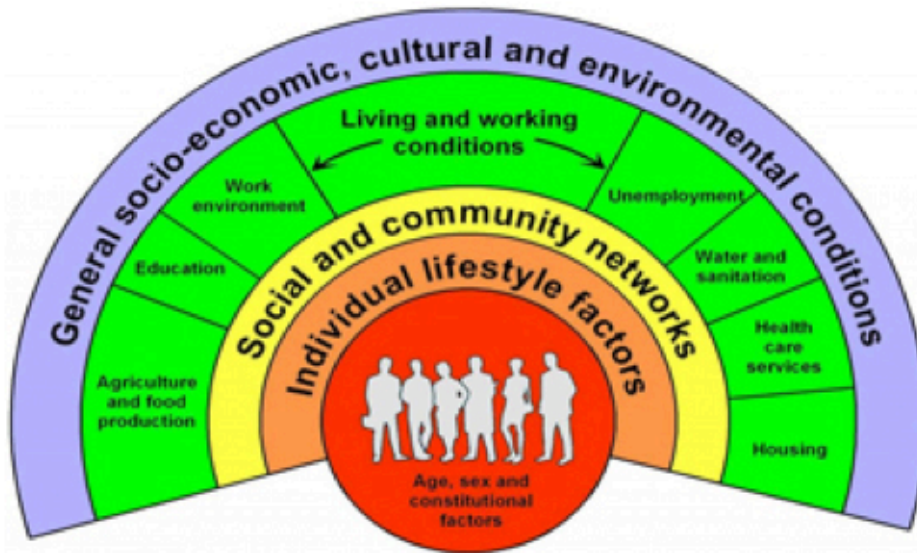 General socio-economic, cultural and environmental conditions
Living and working
conditions
Work
environment
Unemployment
Education
Water and
sanitation
Agriculture
and food
production
Health
care
services
Housing
Social and community networks
Individual lifestyle factors
Age, sex and
constitutional
factors